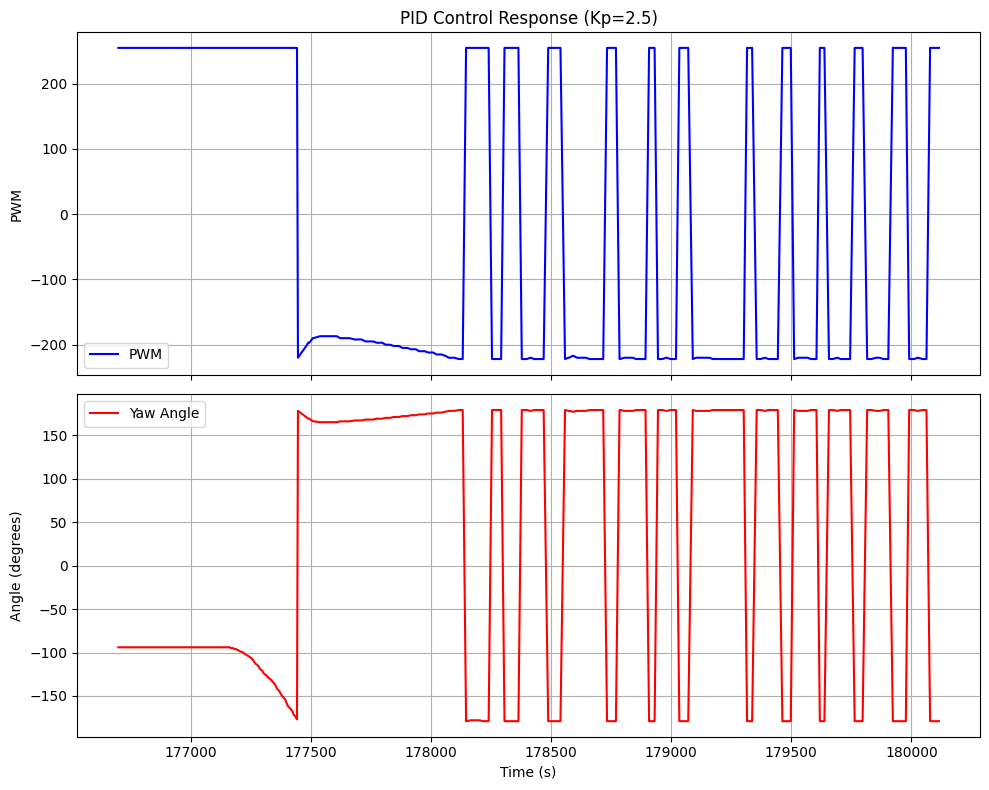 PID Control Response (Kp=2.5)
PWM
200
100
0
−100
−200
PWM
Angle (degrees)
150
100
50
0
−50
−100
−150
Yaw Angle
177000 177500 178000 178500 179000 179500 180000
Time (s)